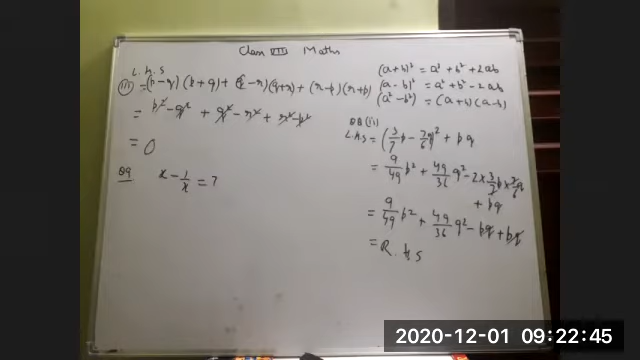 Class VIII Maths
L.H.S
(iii) = (p-q)(p+q) + (q-r)(q+r) + (r-p)(r+p)
= p² - q² + q² - r² + r² - p²
= 0
Q9 x - 1/x = 7
(a+b)² = a² + b² + 2ab
(a-b)² = a² + b² - 2ab
(a² - b²) = (a+b)(a-b)
Q8 (ii)
L.H.S = (3/7 p - 7/6 q)² + pq
= 9/49 p² + 49/36 q² - 2 × 3/7 p × 7/6 q
+ pq
= 9/49 p² + 49/36 q² - pq + pq
= R.H.S
2020-12-01 09:22:45